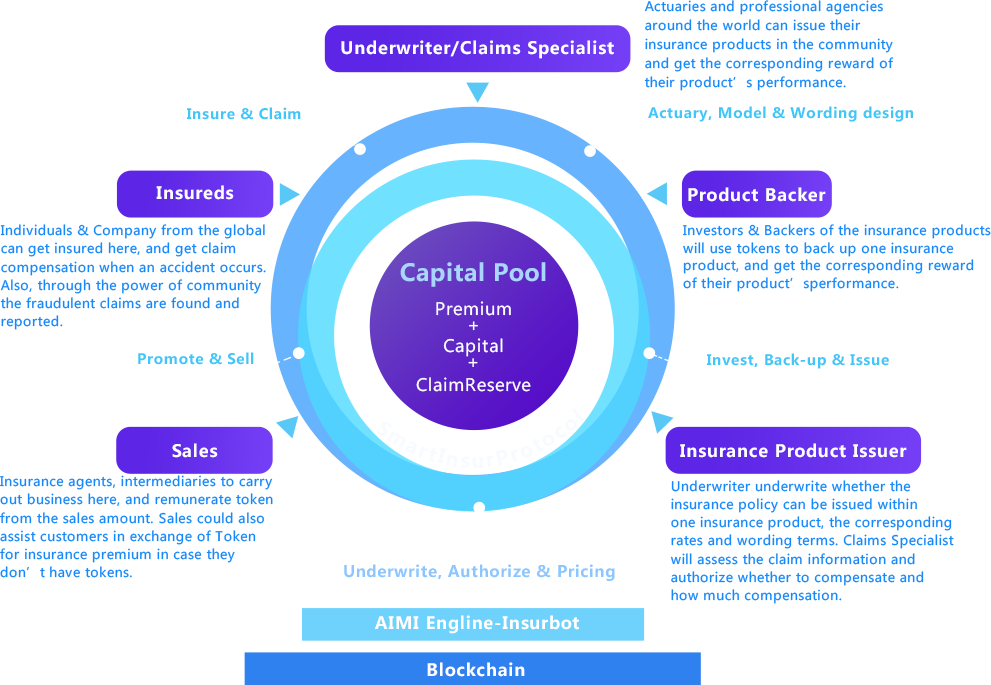 Actuaries and professional agencies
around the world can issue their
insurance products in the community
and get the corresponding reward of
their product’s performance.
Underwriter/Claims Specialist
Insure & Claim
Actuary, Model & Wording design
Insureds
Individuals & Company from the global
can get insured here, and get claim
compensation when an accident occurs.
Also, through the power of community
the fraudulent claims are found and
reported.
Product Backer
Investors & Backers of the insurance products
will use tokens to back up one insurance
product, and get the corresponding reward
of their product’sperformance.
Capital Pool
Premium
+
Capital
+
ClaimReserve
SmartInsurProtocol
Promote & Sell
Invest, Back-up & Issue
Sales
Insurance agents, intermediaries to carry
out business here, and remunerate token
from the sales amount. Sales could also
assist customers in exchange of Token
for insurance premium in case they
don’t have tokens.
Insurance Product Issuer
Underwriter underwrite whether the
insurance policy can be issued within
one insurance product, the corresponding
rates and wording terms. Claims Specialist
will assess the claim information and
authorize whether to compensate and
how much compensation.
Underwrite, Authorize & Pricing
AIMI Engline-Insurbot
Blockchain